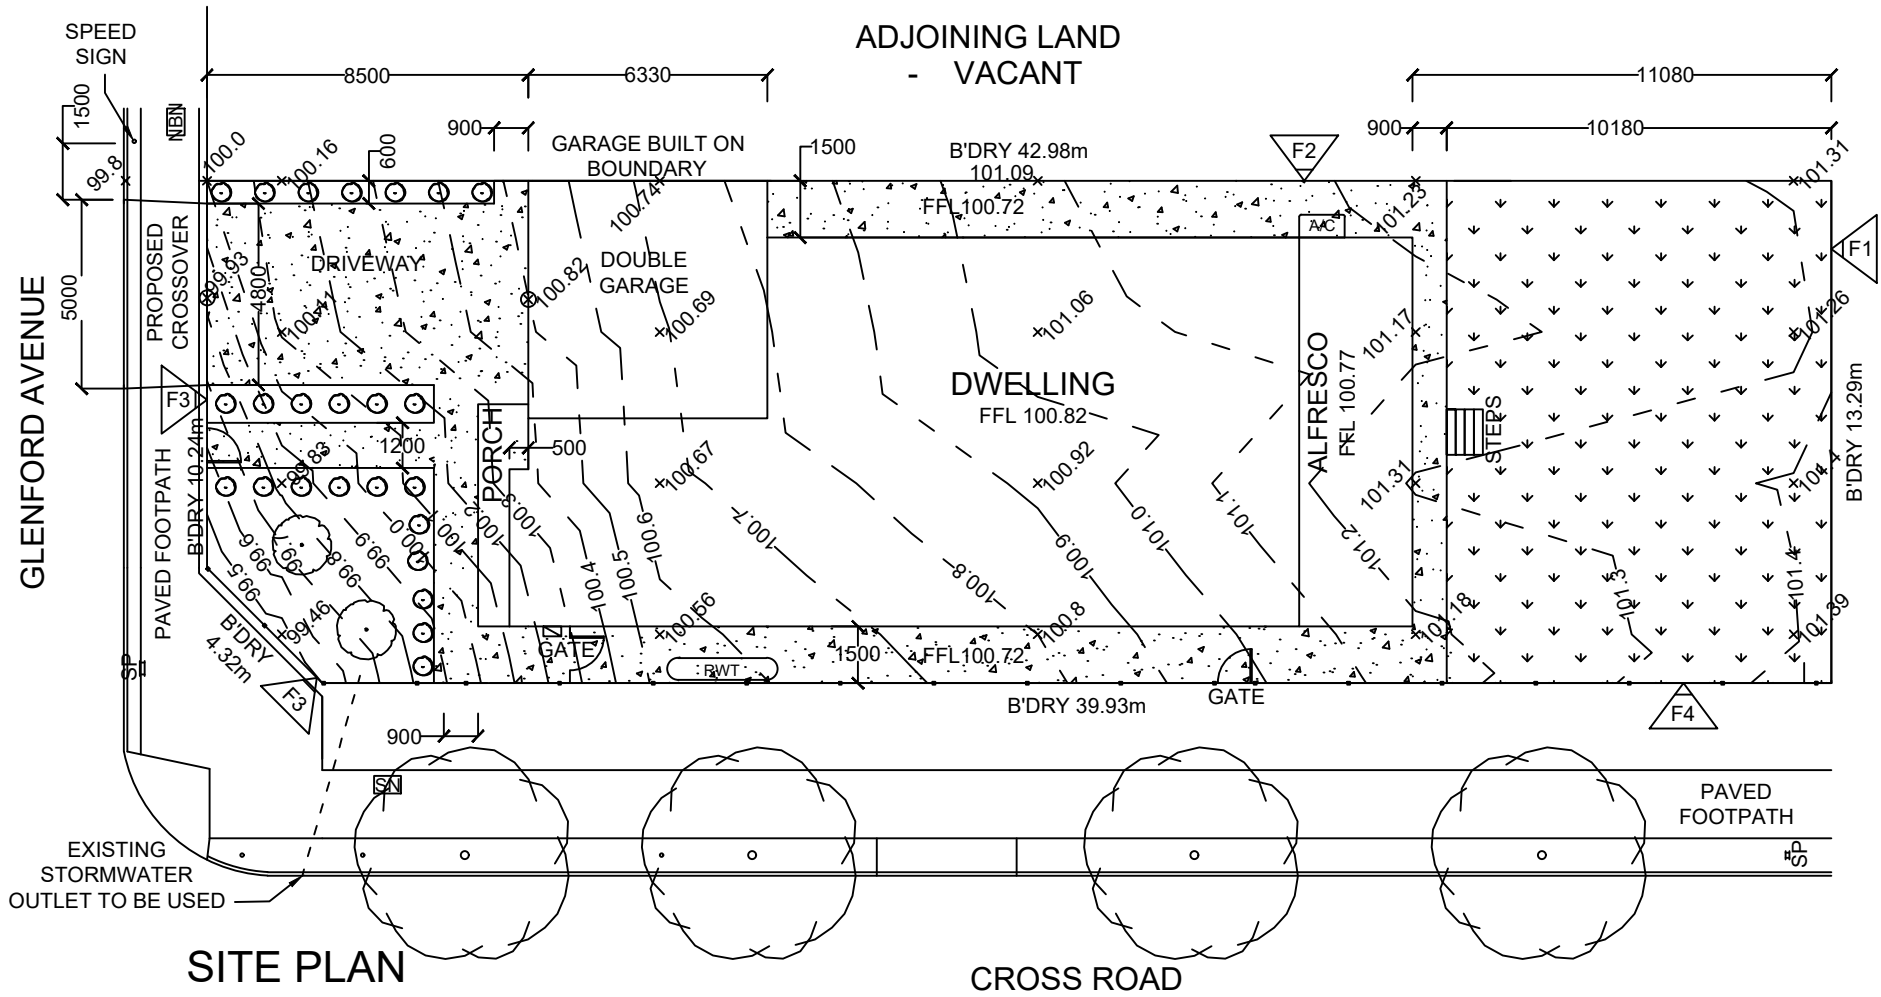 SPEED
SIGN
ADJOINING LAND
- VACANT
8500
6330
11080
1500
NBN
900
600
GARAGE BUILT ON
BOUNDARY
1500
B'DRY 42.98m
101.09
F2
900
10180
99.8
100.0
100.16
100.74
FFL100.72
101.23
101.31
A/C
F1
GLENFORD AVENUE
5000
PROPOSED
CROSSOVER
99.93
4800
DRIVEWAY
100.11
100.82
DOUBLE
GARAGE
100.69
101.06
101.17
101.26
DWELLING
FFL 100.82
ALFRESCO
FFL 100.77
STEPS
B'DRY 13.29m
F3
B'DRY 10.24m
PAVED FOOTPATH
1200
99.83
PORCH
500
100.67
100.92
101.31
101.4
99.5
99.6
99.8
99.9
100.0
100.2
100.3
100.4
100.5
100.6
100.7
100.8
100.9
101.0
101.1
101.2
101.3
101.4
B'DRY
4.32m
99.46
GATE
100.56
RWT
1500
100.8
FFL100.72
101.18
101.39
SP
F3
B'DRY 39.93m
GATE
F4
900
SN
PAVED
FOOTPATH
SP
EXISTING
STORMWATER
OUTLET TO BE USED
SITE PLAN
CROSS ROAD